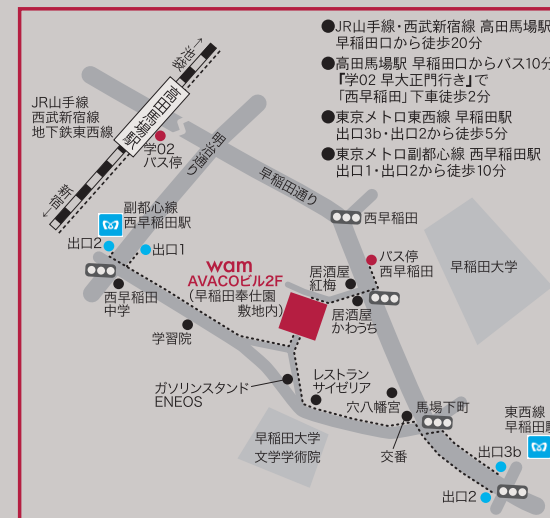 ●JR山手線・西武新宿線 高田馬場駅
早稲田口から徒歩20分
●高田馬場駅 早稲田口からバス10分
『学02 早大正門行き』で
「西早稲田」下車徒歩2分
●東京メトロ東西線 早稲田駅
出口3b・出口2から徒歩5分
●東京メトロ副都心線 西早稲田駅
出口1・出口2から徒歩10分
←池袋
高田馬場駅
JR山手線
西武新宿線
地下鉄東西線
学02
バス停
明治通り
早稲田通り
新宿→
副都心線
西早稲田駅
出口2
出口1
西早稲田
バス停
西早稲田
早稲田大学
wam
AVACOビル2F
(早稲田奉仕園
敷地内)
居酒屋
紅梅
居酒屋
かわうち
西早稲田
中学
学習院
ガソリンスタンド
ENEOS
レストラン
サイゼリア
穴八幡宮
馬場下町
交番
早稲田大学
文学学術院
東西線
早稲田駅
出口3b
出口2